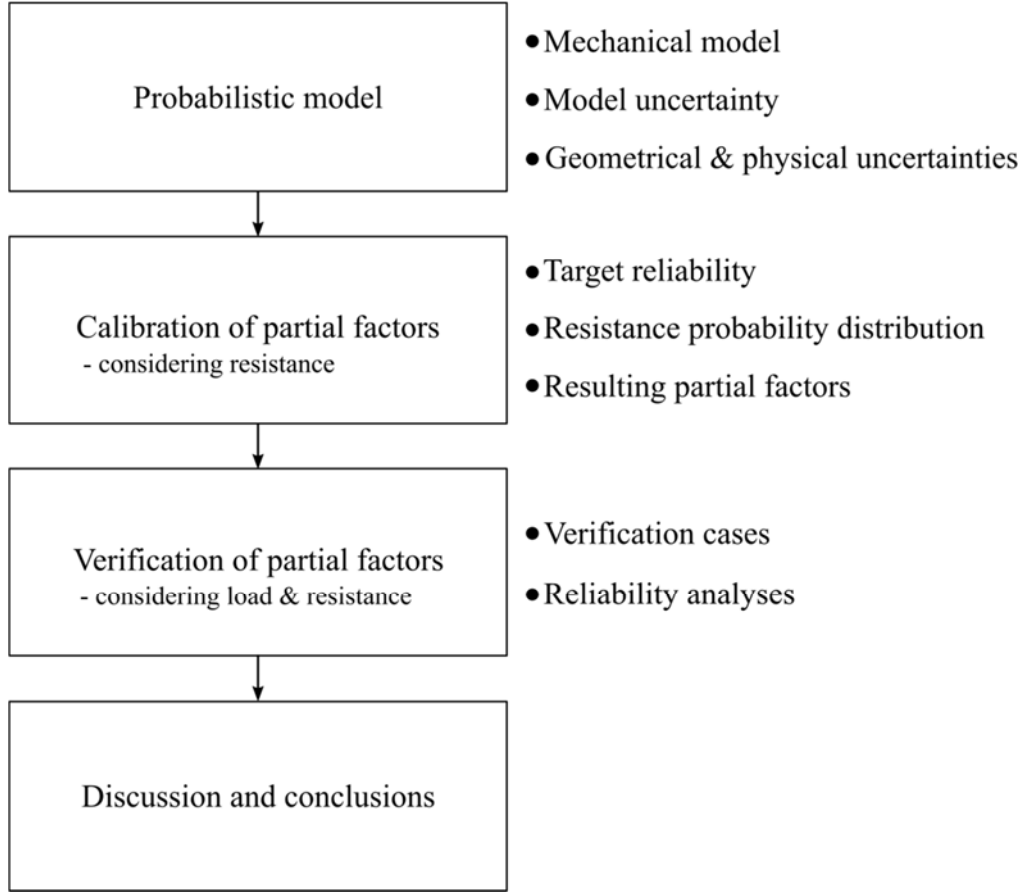 Probabilistic model
● Mechanical model
● Model uncertainty
● Geometrical & physical uncertainties
Calibration of partial factors
- considering resistance
● Target reliability
● Resistance probability distribution
● Resulting partial factors
Verification of partial factors
- considering load & resistance
● Verification cases
● Reliability analyses
Discussion and conclusions